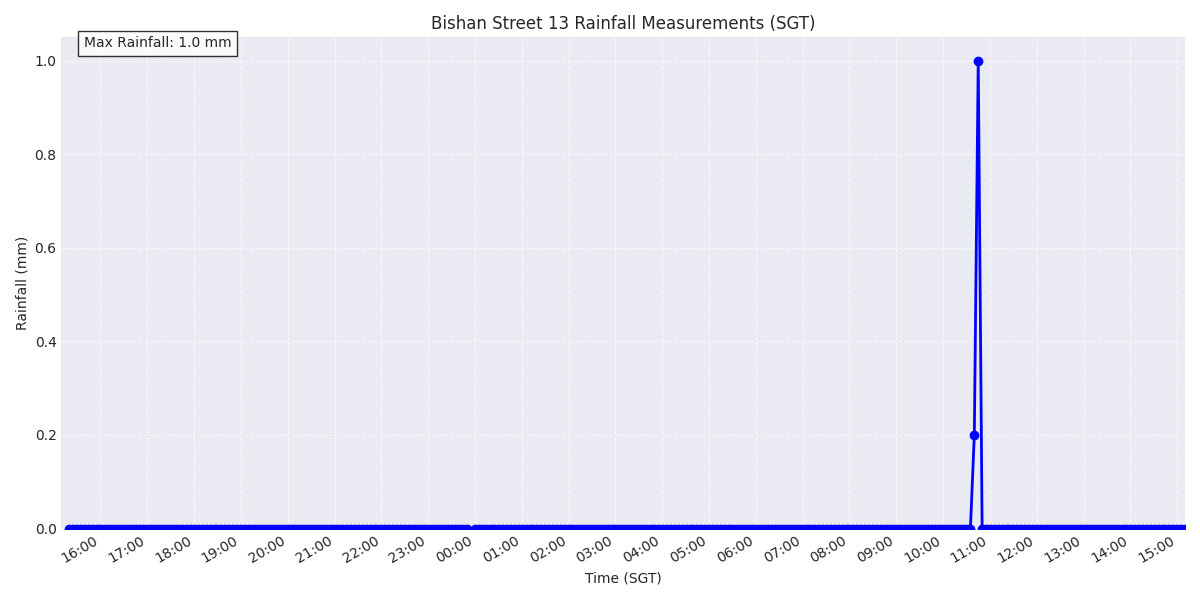 Bishan Street 13 Rainfall Measurements (SGT)
Max Rainfall: 1.0 mm
Rainfall (mm)
1.0
0.8
0.6
0.4
0.2
0.0
16:00 17:00 18:00 19:00 20:00 21:00 22:00 23:00 00:00 01:00 02:00 03:00 04:00 05:00 06:00 07:00 08:00 09:00 10:00 11:00 12:00 13:00 14:00 15:00
Time (SGT)